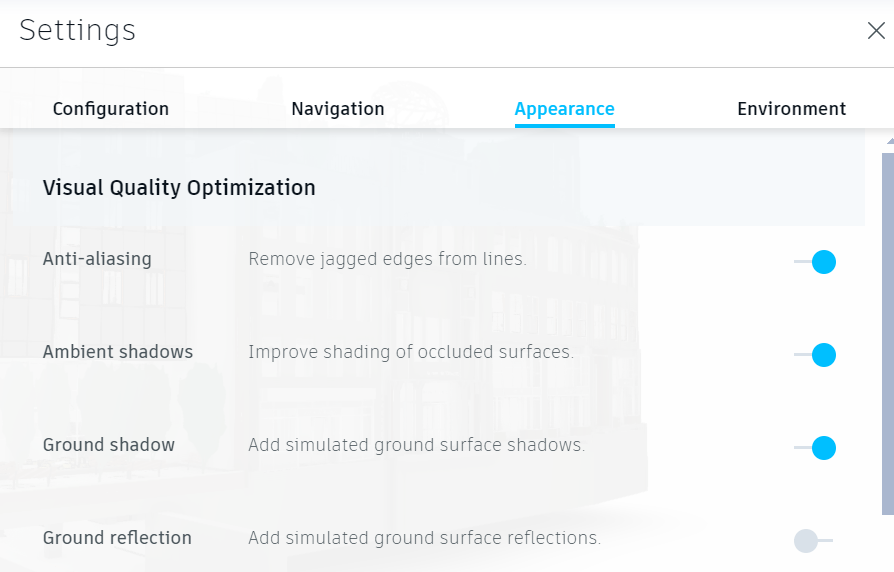 Settings
Configuration Navigation Appearance Environment
Visual Quality Optimization
Anti-aliasing Remove jagged edges from lines.
Ambient shadows Improve shading of occluded surfaces.
Ground shadow Add simulated ground surface shadows.
Ground reflection Add simulated ground surface reflections.